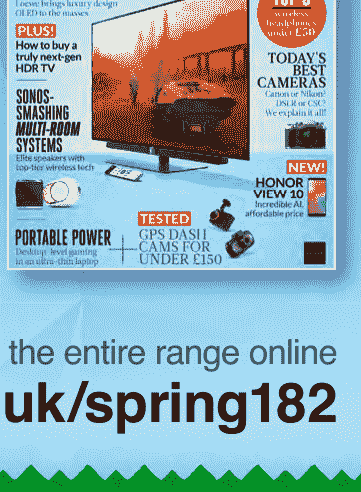 Loewe brings luxury design
OLED to the masses
PLUS!
How to buy a
truly next-gen
HDR TV
SONOS-
SMASHING
MULTI-ROOM
SYSTEMS
Elite speakers with
top-tier wireless tech
PORTABLE POWER
Desktop-level gaming
in an ultra-thin laptop
TESTED
GPS DASH
CAMS FOR
UNDER £150
TOP 5
wireless
headphones
under £50
TODAY'S
BEST
CAMERAS
Canon or Nikon?
DSLR or CSC?
We explain it all!
NEW!
HONOR
VIEW 10
Incredible AI,
affordable price
the entire range online
uk/spring182